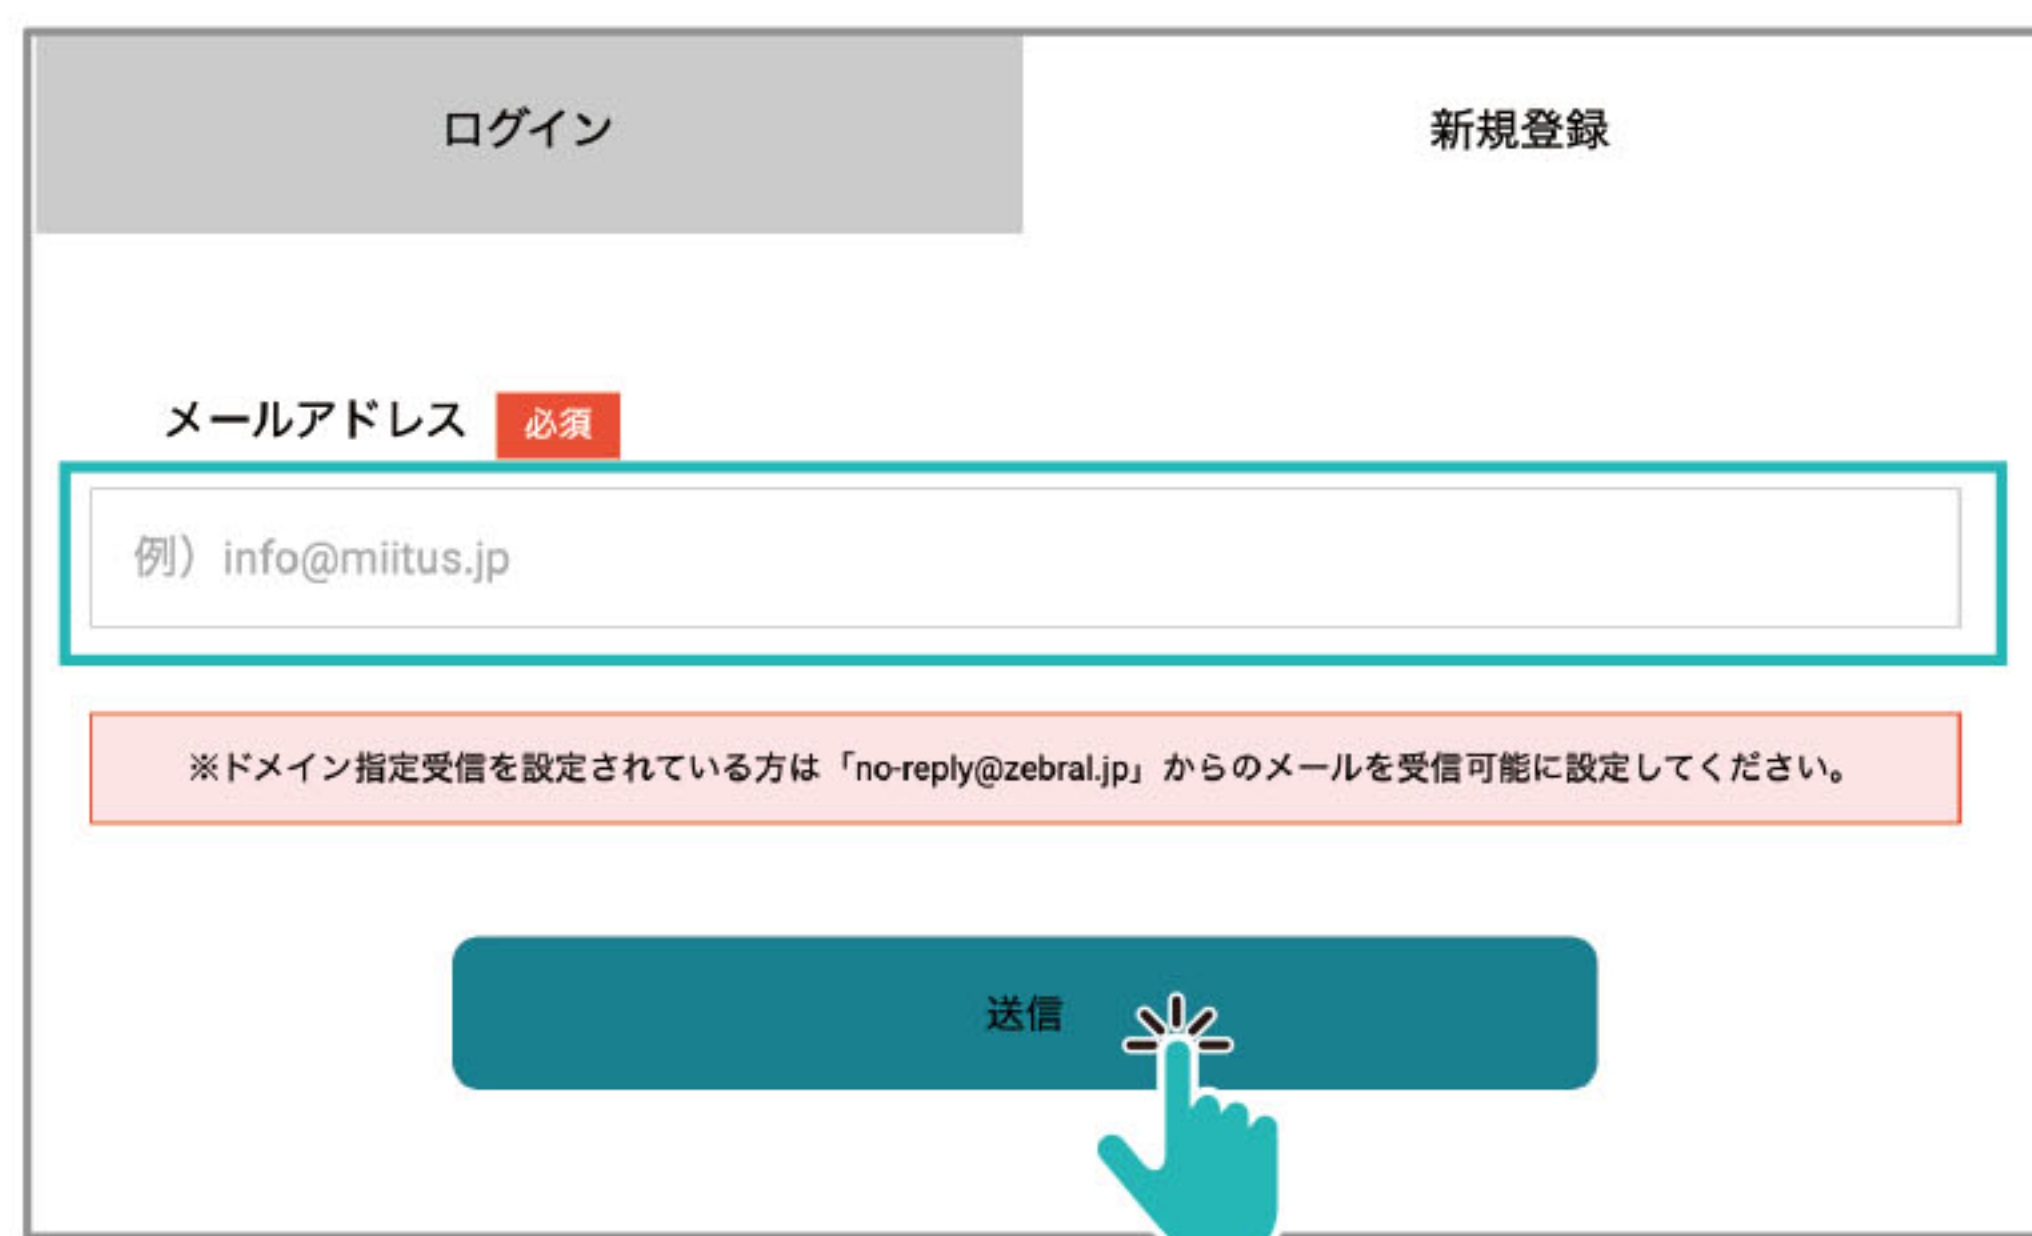 ログイン
新規登録
メールアドレス 必須
例）info@miitus.jp
※ドメイン指定受信を設定されている方は「no-reply@zebral.jp」からのメールを受信可能に設定してください。
送信